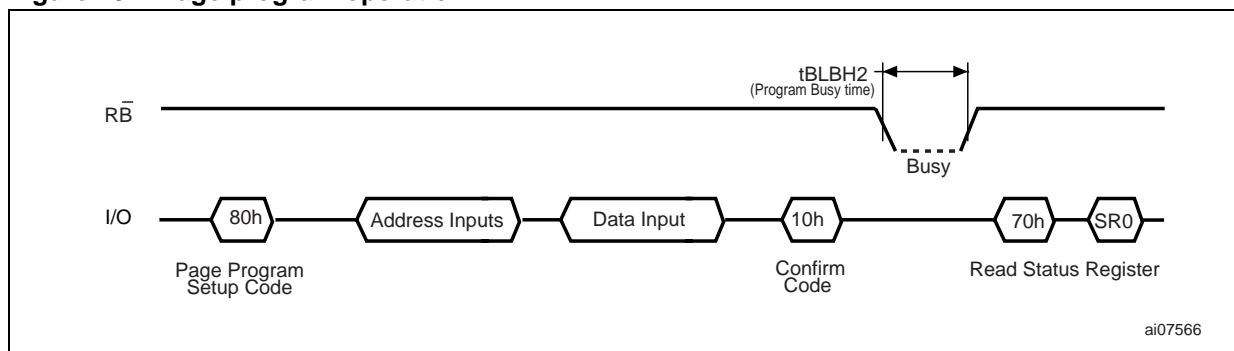 tBLBH2
(Program Busy time)
RB̅
Busy
I/O
80h
Address Inputs
Data Input
10h
70h
SR0
Page Program
Setup Code
Confirm
Code
Read Status Register
ai07566